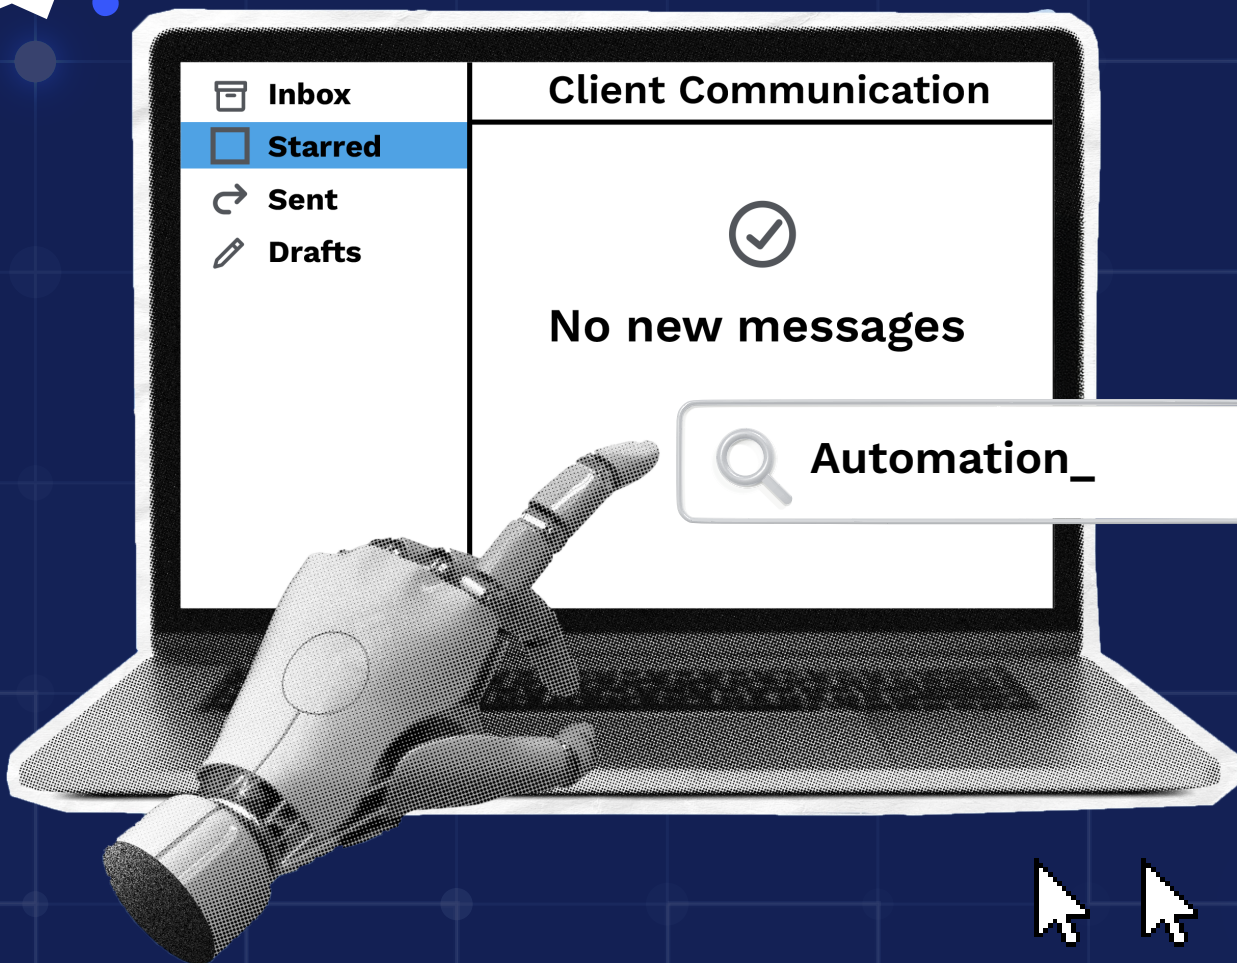 Inbox
Starred
Sent
Drafts
Client Communication
No new messages
Automation_